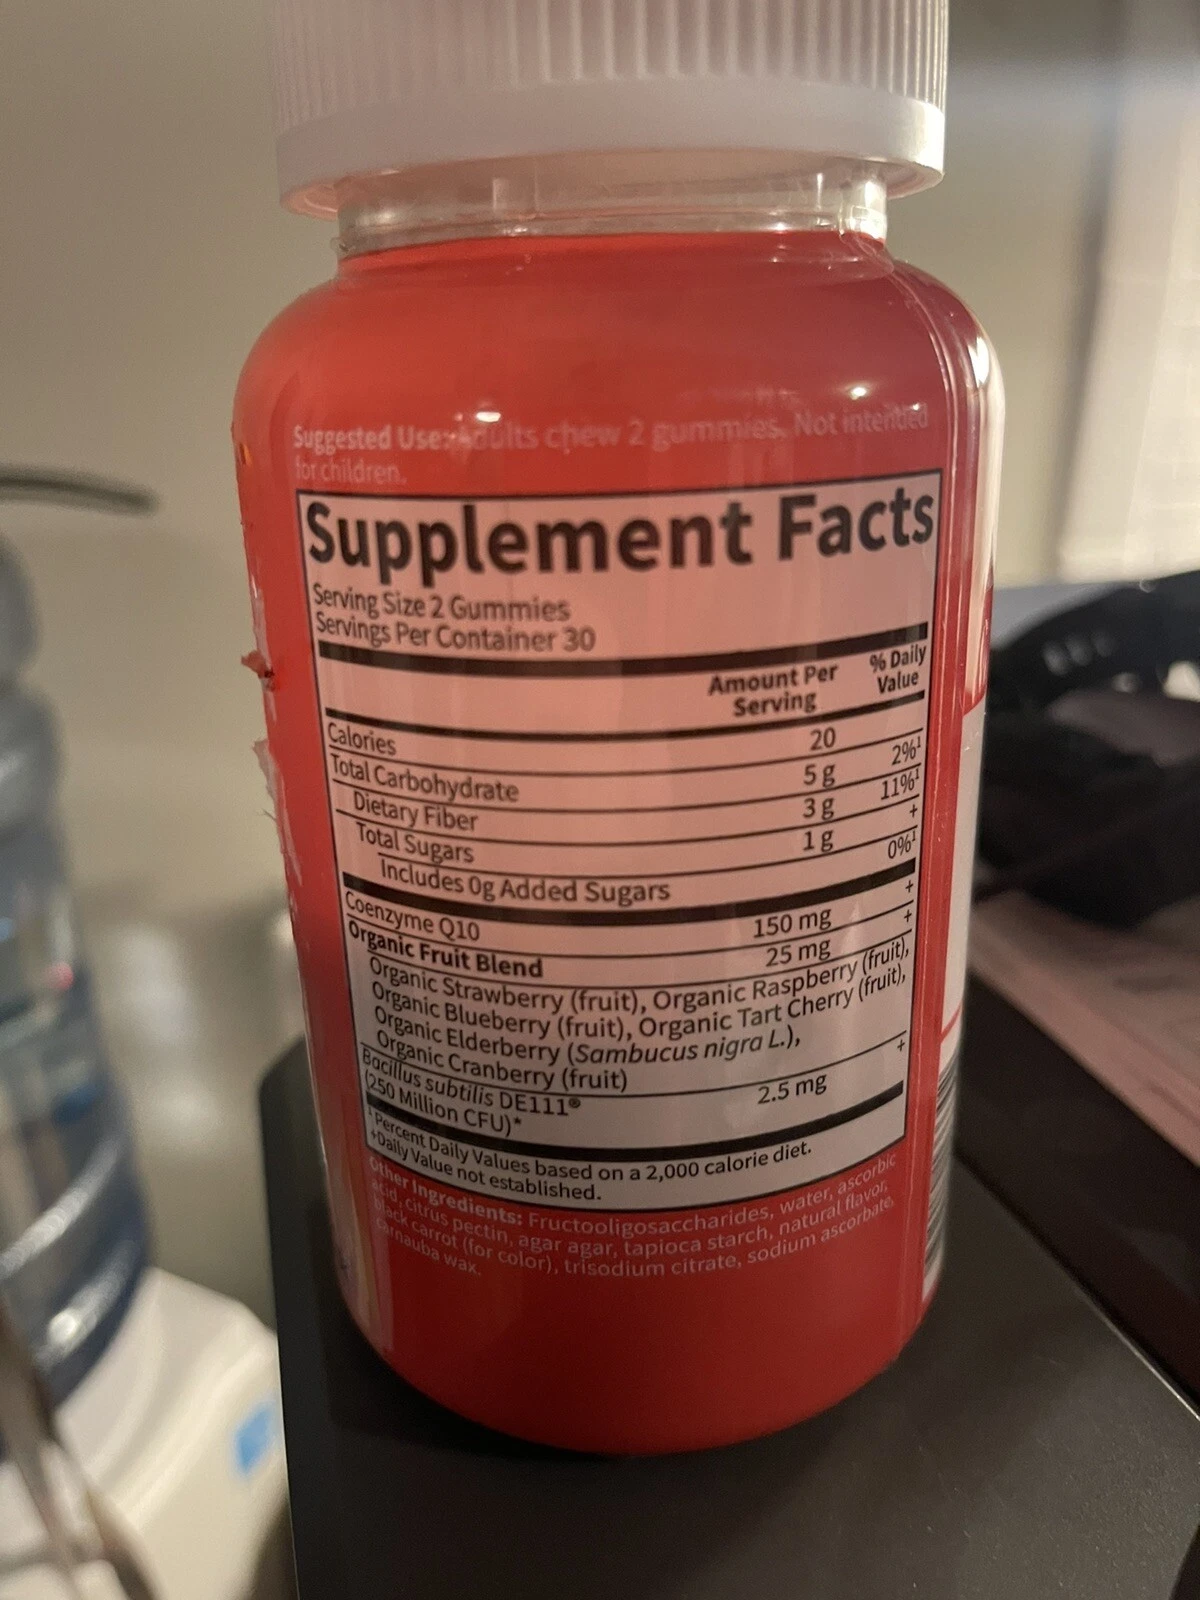 Suggested Use: Adults chew 2 gummies. Not intended
for children.
Supplement Facts
Serving Size 2 Gummies
Servings Per Container 30
Amount Per Serving % Daily Value
Calories 20
Total Carbohydrate 5 g 2%¹
Dietary Fiber 3 g 11%¹
Total Sugars 1 g +
Includes 0g Added Sugars 0%¹
Coenzyme Q10 150 mg +
Organic Fruit Blend 25 mg +
Organic Strawberry (fruit), Organic Raspberry (fruit),
Organic Blueberry (fruit), Organic Tart Cherry (fruit),
Organic Elderberry (Sambucus nigra L.),
Organic Cranberry (fruit)
Bacillus subtilis DE111® 2.5 mg +
(250 Million CFU)*
¹Percent Daily Values based on a 2,000 calorie diet.
+Daily Value not established.
Other Ingredients: Fructooligosaccharides, water, ascorbic
acid, citrus pectin, agar agar, tapioca starch, natural flavor,
black carrot (for color), trisodium citrate, sodium ascorbate,
carnauba wax.